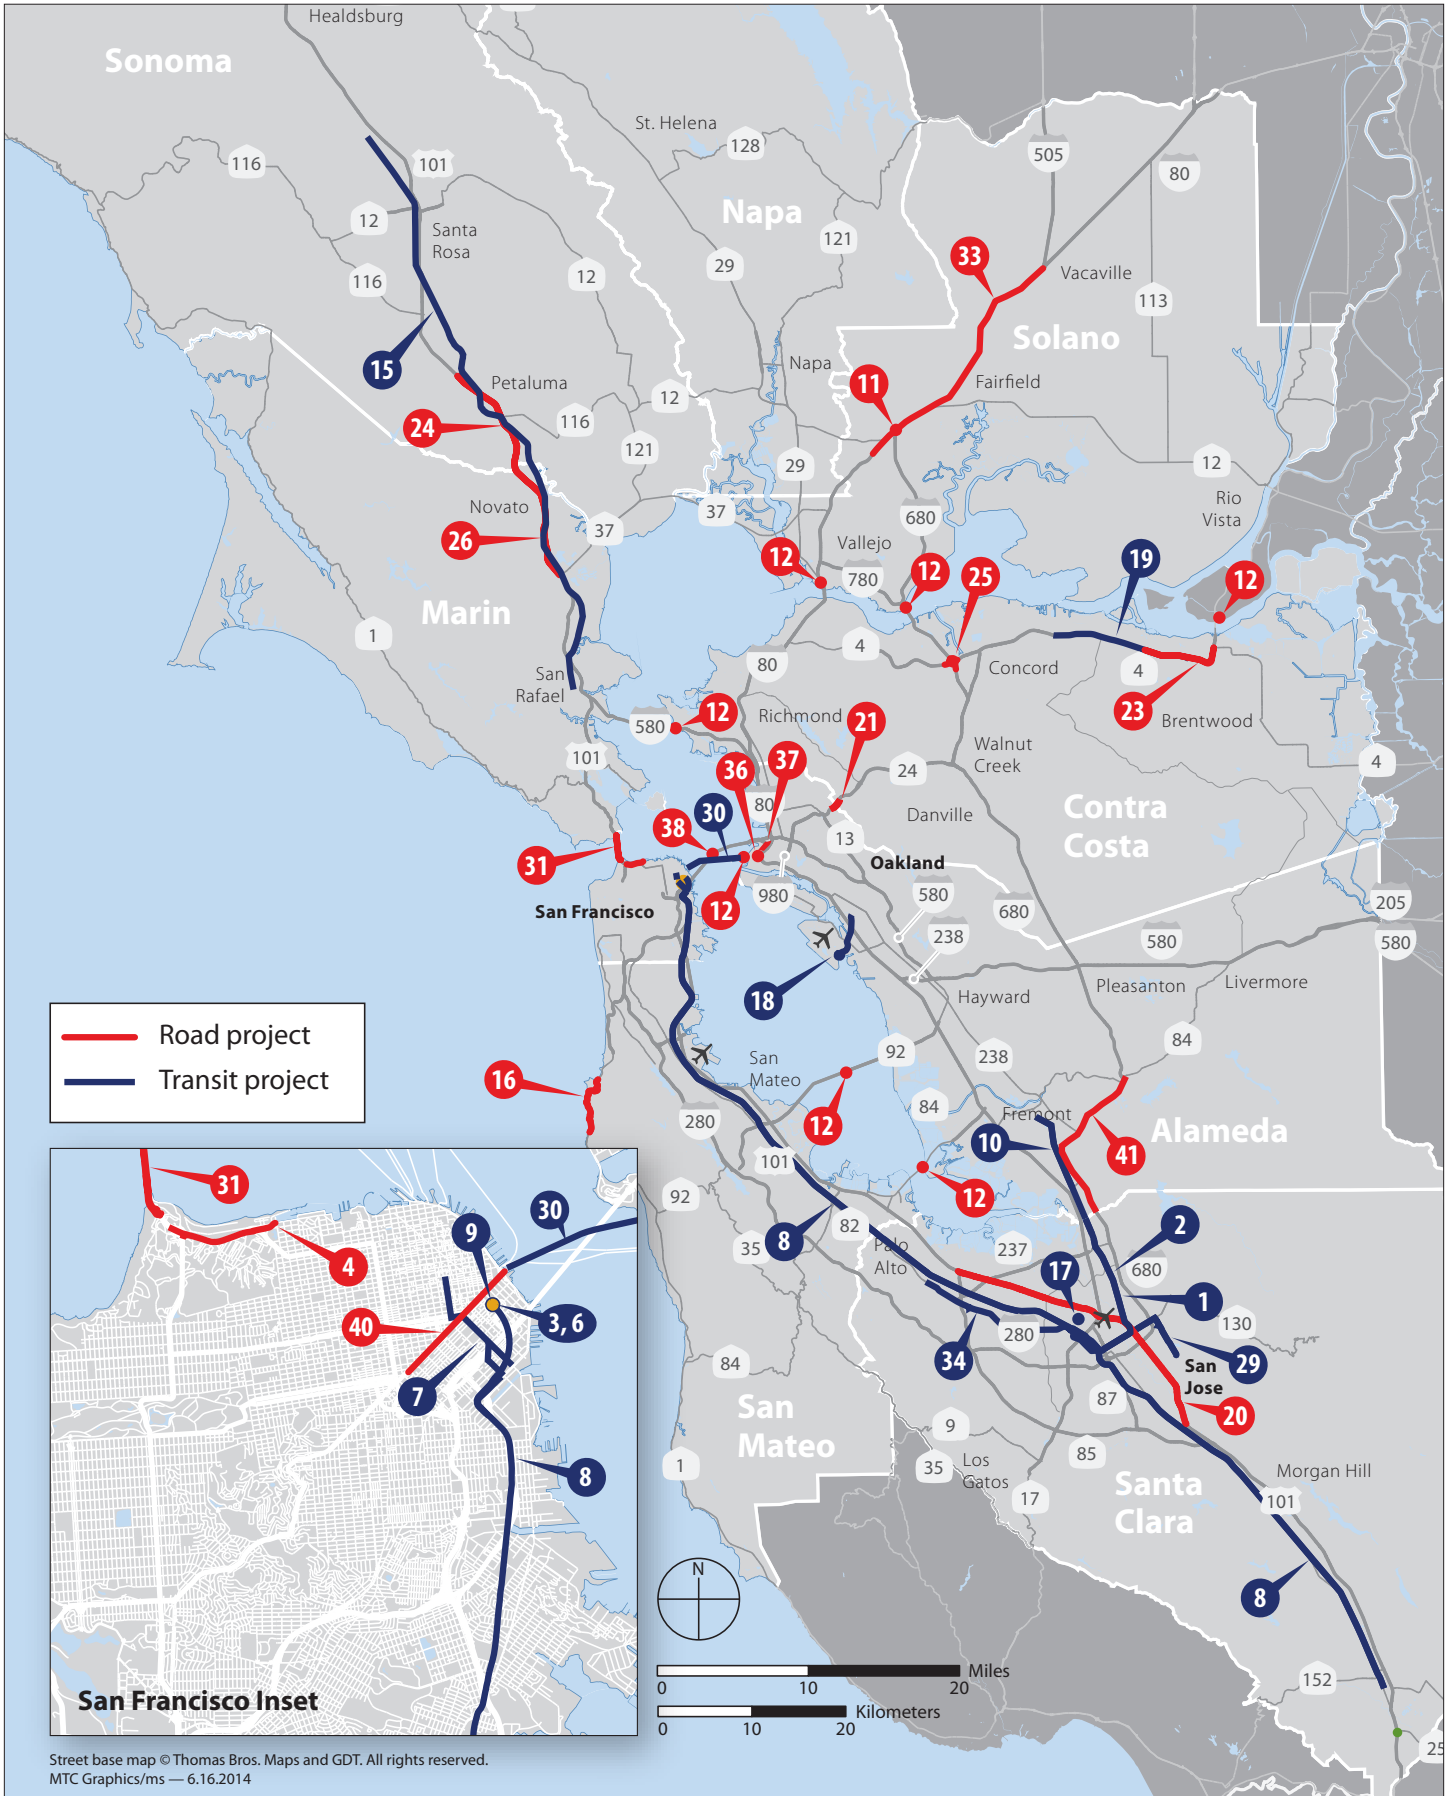 Healdsburg
Sonoma
St. Helena
128
505
80
116
101
12
Santa
Rosa
Napa
121
29
116
12
33
Vacaville
113
Solano
15
Petaluma
Napa
11
Fairfield
12
24
116
121
29
12
Novato
37
37
680
Rio
Vista
26
12
Vallejo
780
12
25
19
12
Marin
1
4
Concord
4
80
San
Rafael
23
Brentwood
580
12
Richmond
21
101
36
37
24
Walnut
Creek
4
80
Contra
Costa
38
30
Danville
13
31
Oakland
980
580
680
205
San Francisco
12
238
580
580
18
Hayward
Pleasanton
Livermore
Road project
Transit project
San
Mateo
92
238
84
16
280
12
84
Fremont
10
41
Alameda
101
92
12
31
30
9
8
82
2
35
Palo
Alto
237
17
680
4
1
130
40
3, 6
280
34
29
San
Jose
84
7
87
20
San
Mateo
9
85
8
1
35
Los
Gatos
Morgan Hill
17
Santa
Clara
101
N
8
152
San Francisco Inset
Miles
0
10
20
Kilometers
0
10
20
25
Street base map © Thomas Bros. Maps and GDT. All rights reserved.
MTC Graphics/ms — 6.16.2014